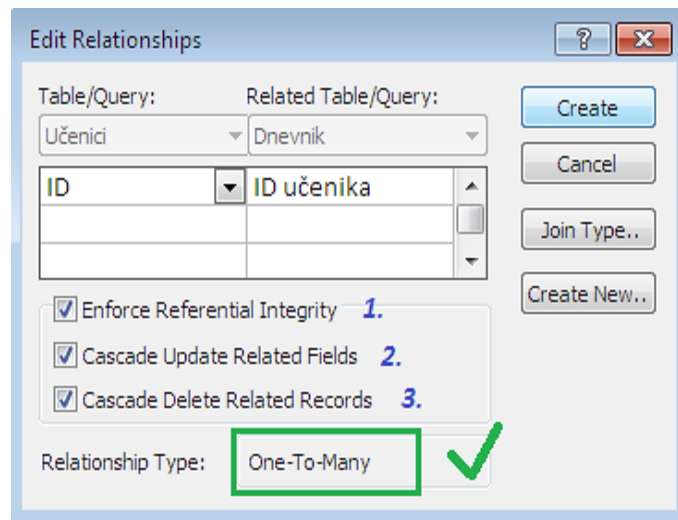 Edit Relationships
Table/Query: Related Table/Query:
Učenici Dnevnik
ID ID učenika
Create
Cancel
Join Type..
Create New..
Enforce Referential Integrity 1.
Cascade Update Related Fields 2.
Cascade Delete Related Records 3.
Relationship Type: One-To-Many